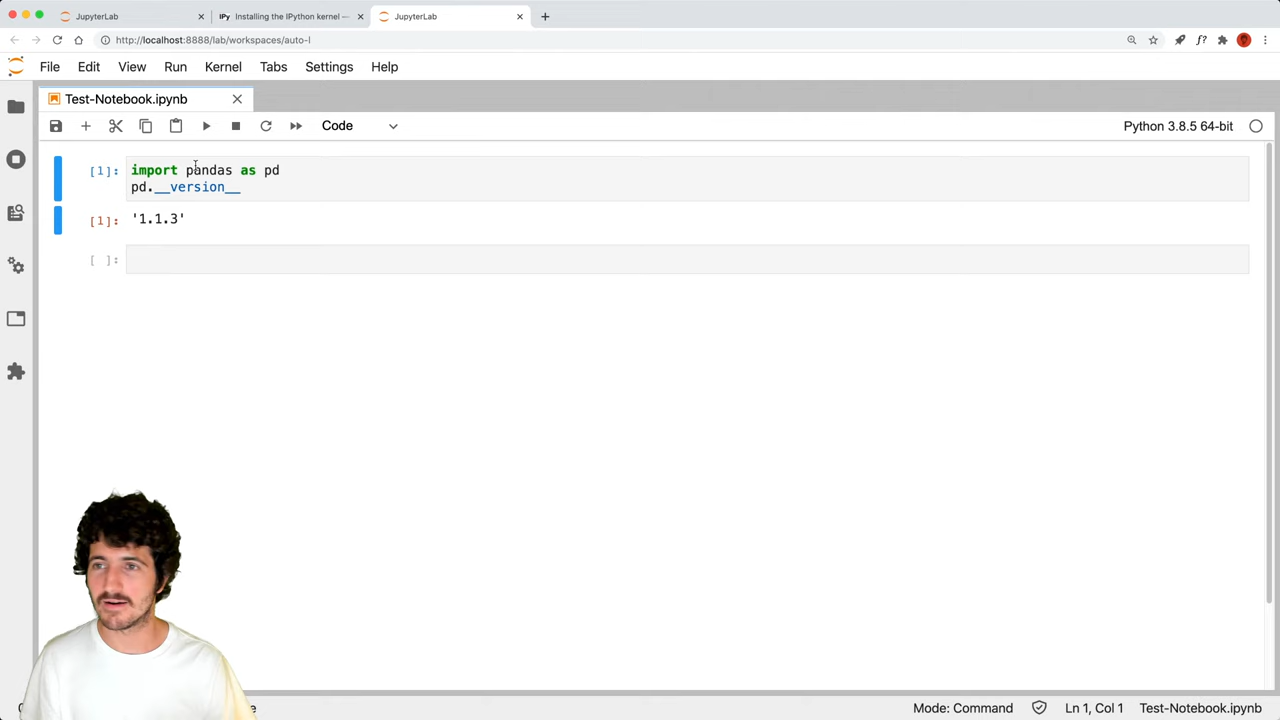 JupyterLab
IPy Installing the IPython kernel —
JupyterLab
http://localhost:8888/lab/workspaces/auto-l
File Edit View Run Kernel Tabs Settings Help
Test-Notebook.ipynb
Code
Python 3.8.5 64-bit
[1]: import pandas as pd
pd.__version__
[1]: '1.1.3'
[ ]:
Mode: Command
Ln 1, Col 1
Test-Notebook.ipynb